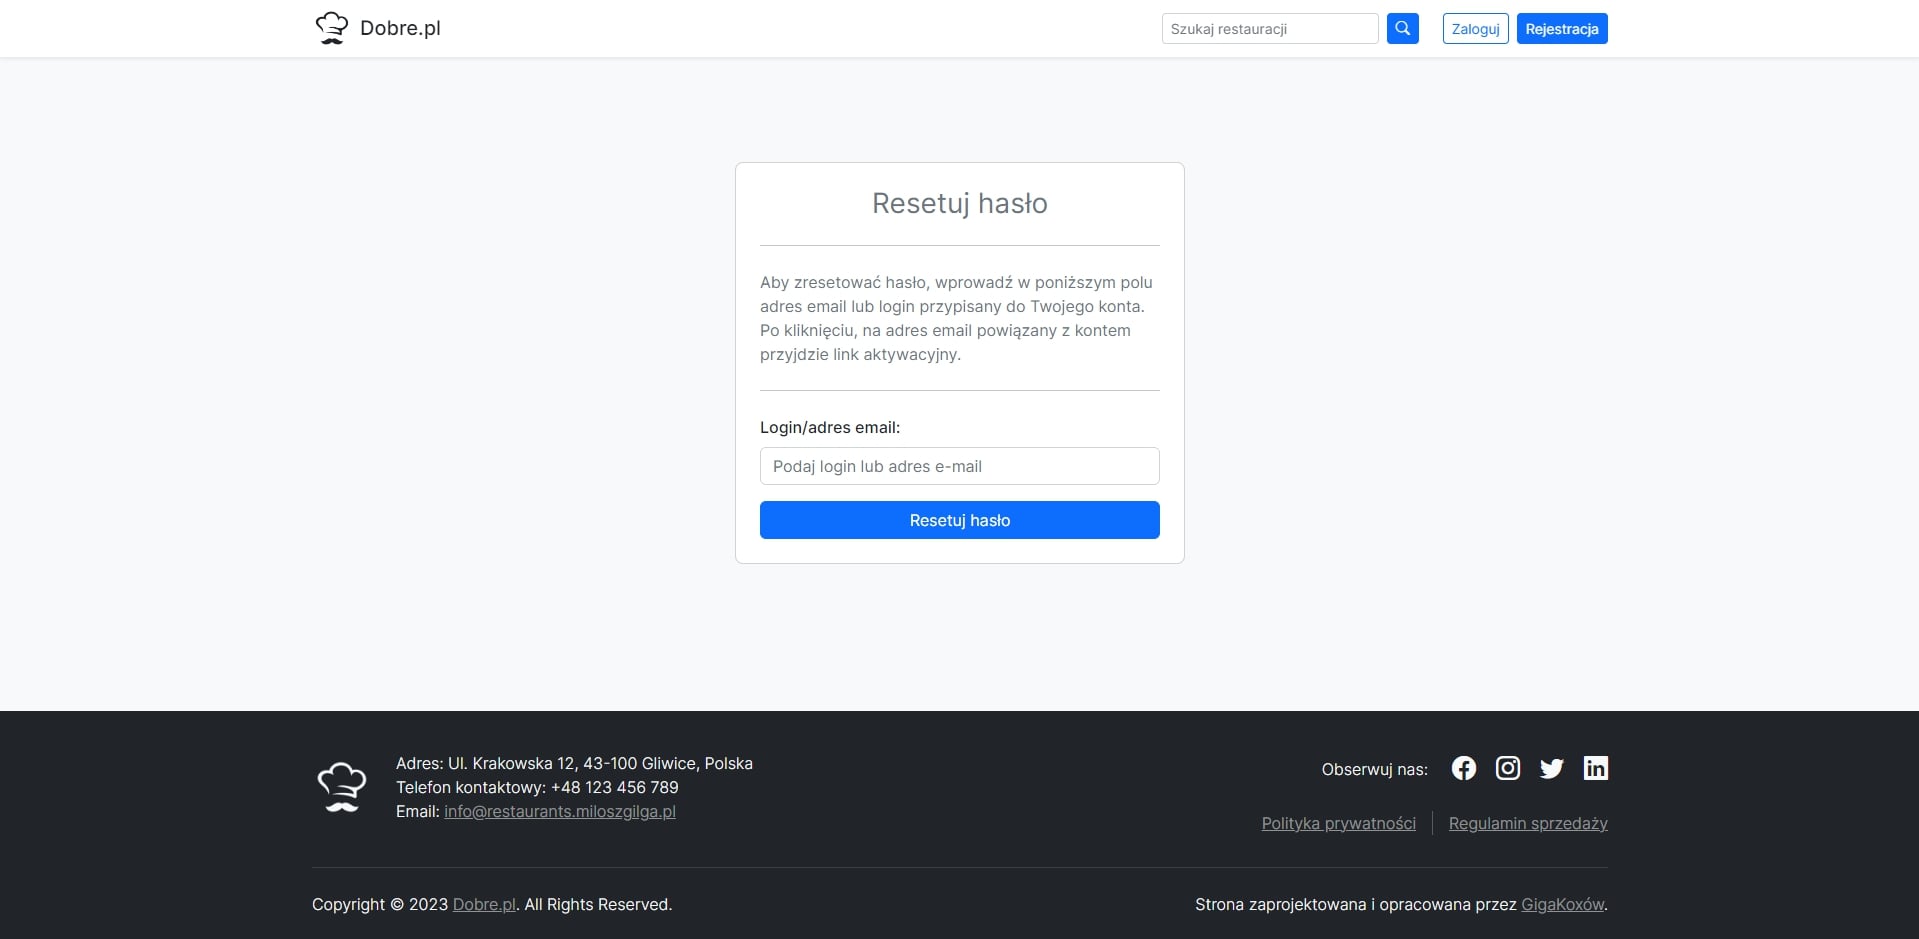 Dobre.pl
Szukaj restauracji
Zaloguj
Rejestracja
Resetuj hasło
Aby zresetować hasło, wprowadź w poniższym polu
adres email lub login przypisany do Twojego konta.
Po kliknięciu, na adres email powiązany z kontem
przyjdzie link aktywacyjny.
Login/adres email:
Podaj login lub adres e-mail
Resetuj hasło
Adres: Ul. Krakowska 12, 43-100 Gliwice, Polska
Telefon kontaktowy: +48 123 456 789
Email: info@restaurants.miloszgilga.pl
Obserwuj nas:
Polityka prywatności
Regulamin sprzedaży
Copyright © 2023 Dobre.pl. All Rights Reserved.
Strona zaprojektowana i opracowana przez GigaKoxów.